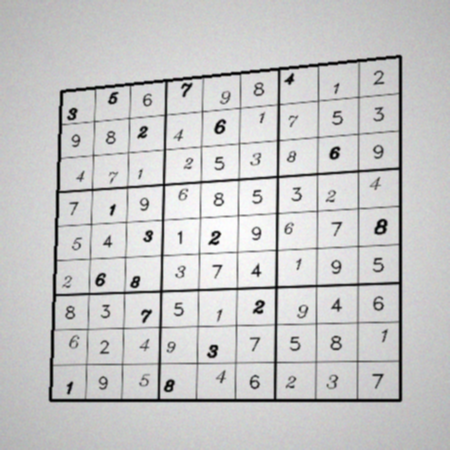 3 5 6 7 9 8 4 1 2
9 8 2 4 6 1 7 5 3
4 7 1 2 5 3 8 6 9
7 1 9 6 8 5 3 2 4
5 4 3 1 2 9 6 7 8
2 6 8 3 7 4 1 9 5
8 3 7 5 1 2 9 4 6
6 2 4 9 3 7 5 8 1
1 9 5 8 4 6 2 3 7